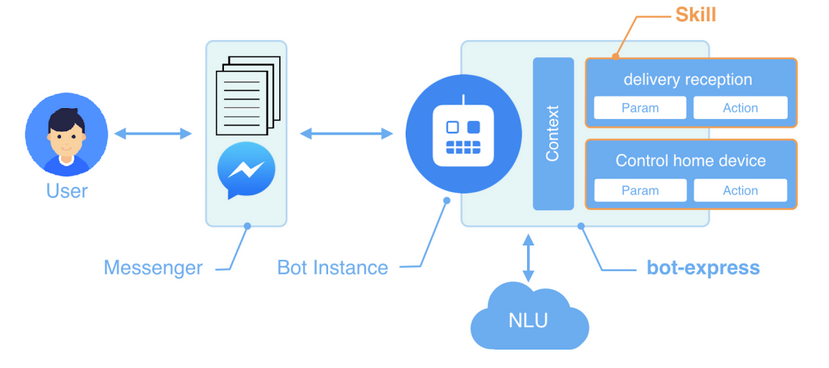 Skill
delivery reception
Param
Action
Context
Control home device
Param
Action
User
Messenger
Bot Instance
bot-express
NLU